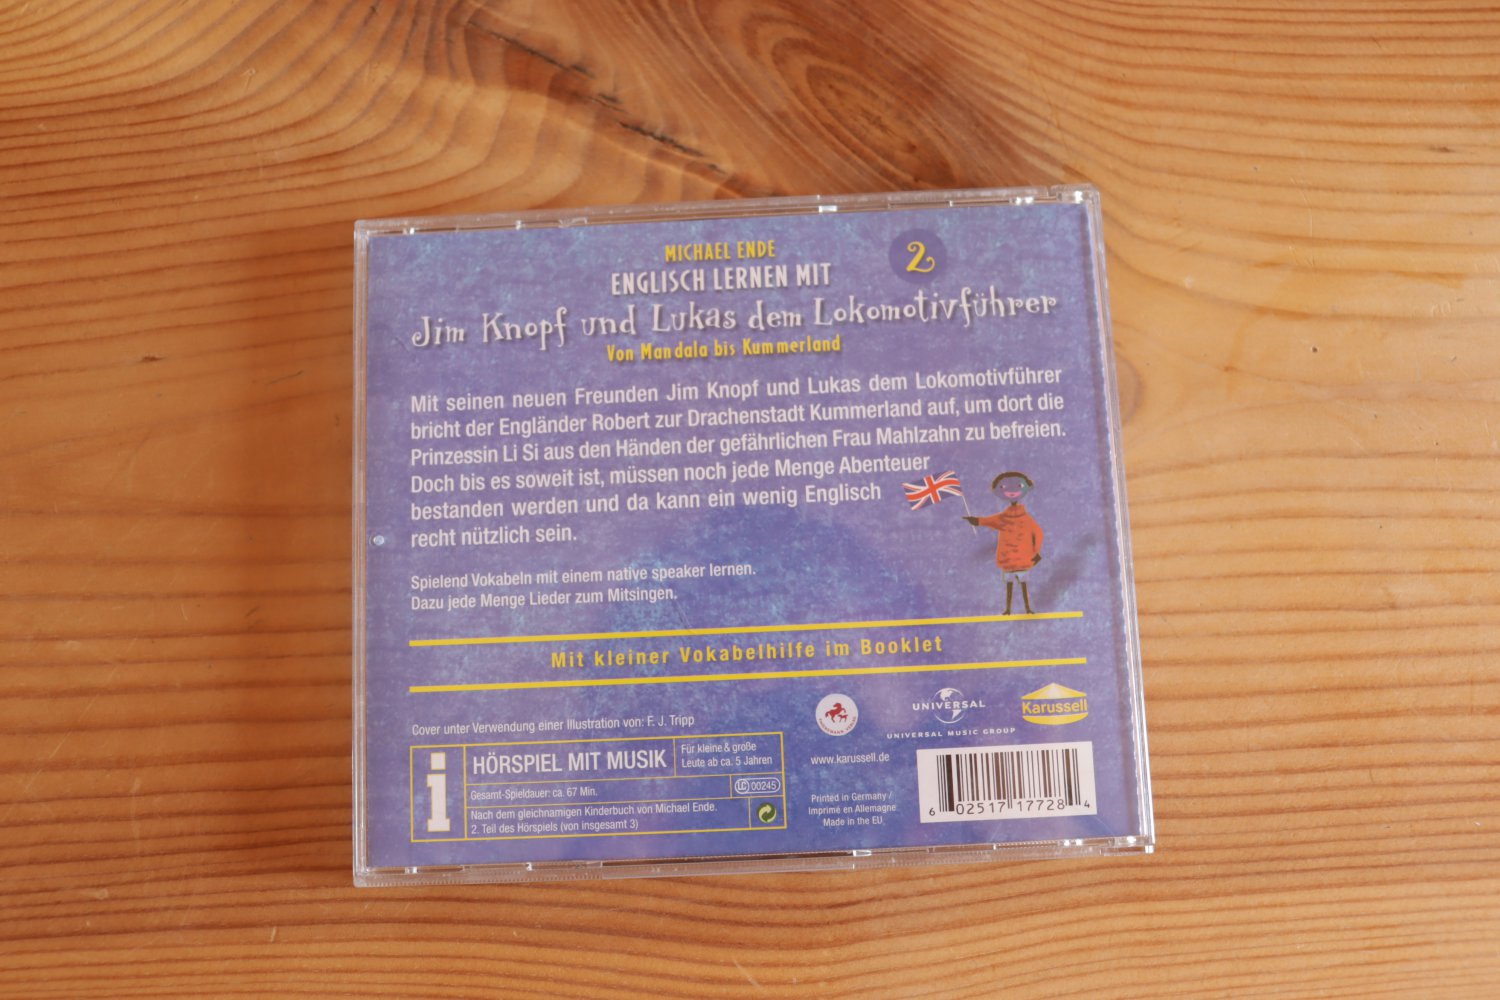 MICHAEL ENDE
2
ENGLISCH LERNEN MIT
Jim Knopf und Lukas dem Lokomotivführer
Von Mandala bis Kummerland
Mit seinen neuen Freunden Jim Knopf und Lukas dem Lokomotivführer
bricht der Engländer Robert zur Drachenstadt Kummerland auf, um dort die
Prinzessin Li Si aus den Händen der gefährlichen Frau Mahlzahn zu befreien.
Doch bis es soweit ist, müssen noch jede Menge Abenteuer
bestanden werden und da kann ein wenig Englisch
recht nützlich sein.
Spielend Vokabeln mit einem native speaker lernen.
Dazu jede Menge Lieder zum Mitsingen.
Mit kleiner Vokabelhilfe im Booklet
Cover unter Verwendung einer Illustration von: F. J. Tripp
i
HÖRSPIEL MIT MUSIK
Für kleine & große
Leute ab ca. 5 Jahren
Gesamt-Spieldauer: ca. 67 Min.
LC 00245
Nach dem gleichnamigen Kinderbuch von Michael Ende.
2. Teil des Hörspiels (von insgesamt 3)
UNIVERSAL
UNIVERSAL MUSIC GROUP
Karussell
www.karussell.de
Printed in Germany /
Imprimé en Allemagne
Made in the EU
6 02517 17728 4